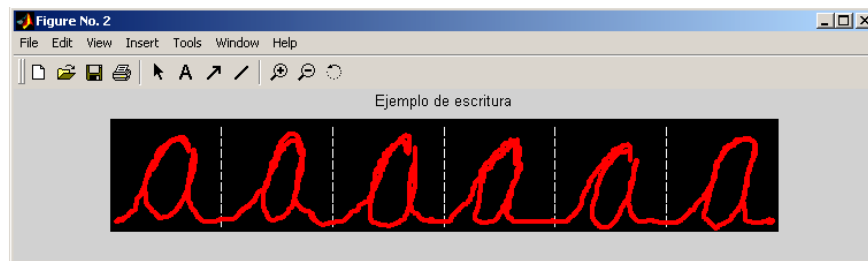 Figure No. 2
File Edit View Insert Tools Window Help
A
Ejemplo de escritura
a a a a a a